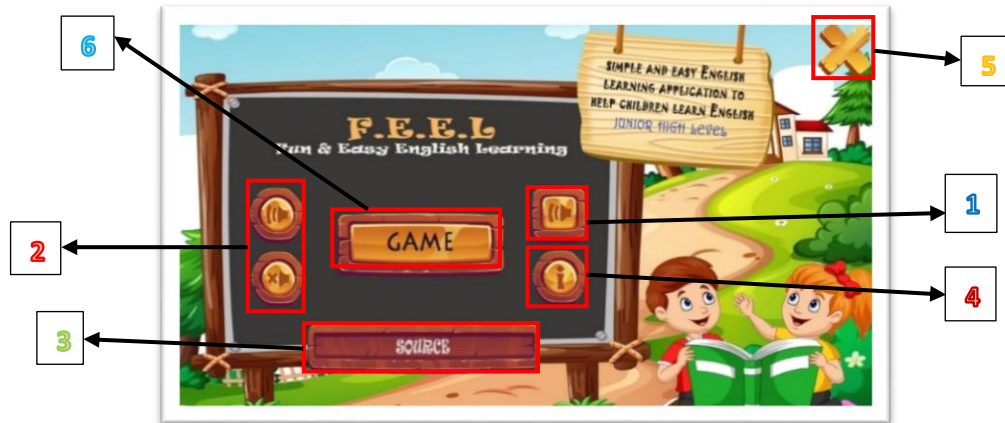 6
5
SIMPLE AND EASY ENGLISH
LEARNING APPLICATION TO
HELP CHILDREN LEARN ENGLISH
JUNIOR HIGH LEVEL
F.E.E.L
Fun & Easy English Learning
1
2
GAME
i
4
3
SOURCE